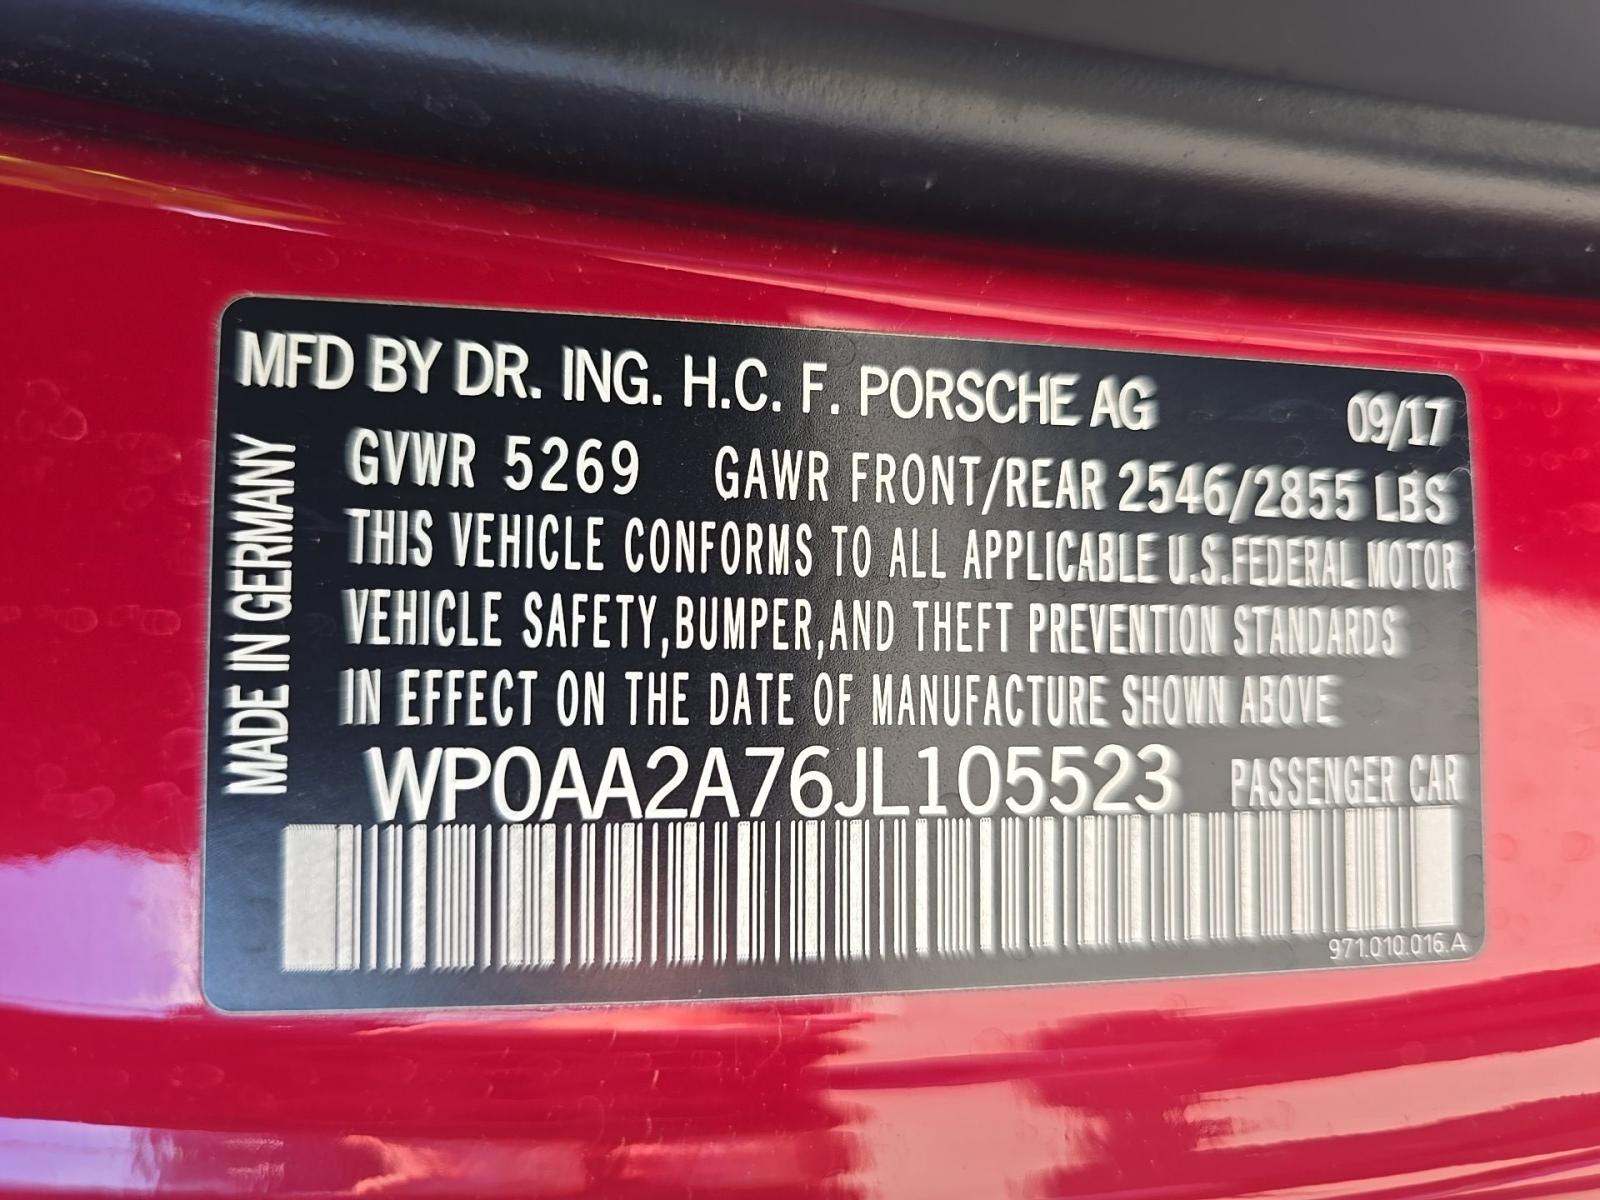 MFD BY DR. ING. H.C. F. PORSCHE AG 09/17
GVWR 5269 GAWR FRONT/REAR 2546/2855 LBS
THIS VEHICLE CONFORMS TO ALL APPLICABLE U.S.FEDERAL MOTOR
VEHICLE SAFETY,BUMPER,AND THEFT PREVENTION STANDARDS
IN EFFECT ON THE DATE OF MANUFACTURE SHOWN ABOVE
WP0AA2A76JL105523 PASSENGER CAR
971.010.016.A
MADE IN GERMANY